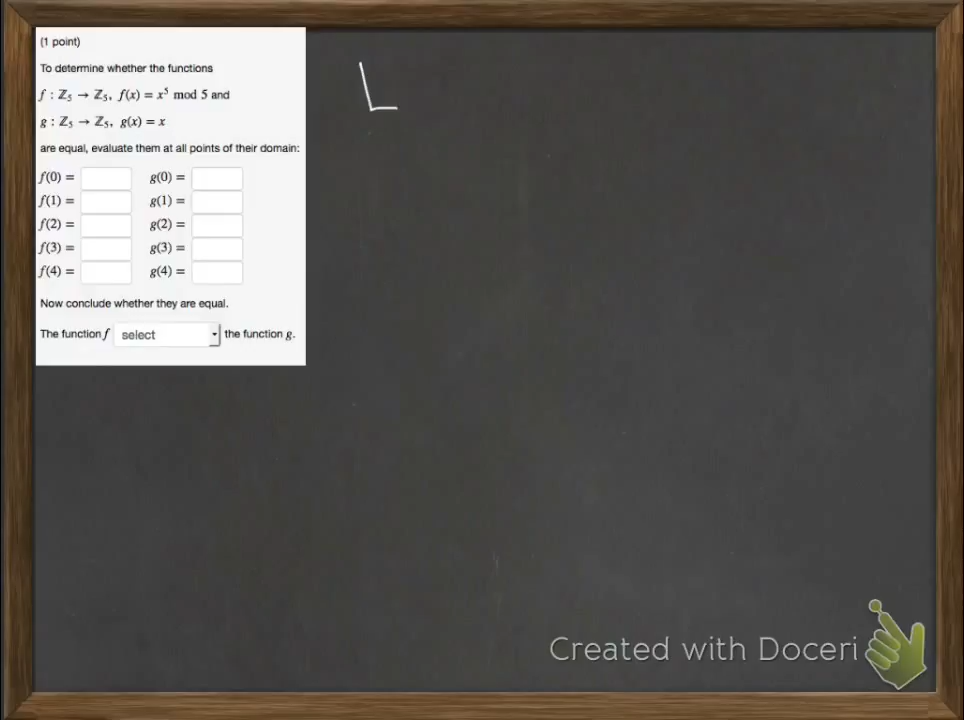 (1 point)
To determine whether the functions
f : ℤ₅ → ℤ₅, f(x) = x⁵ mod 5 and
g : ℤ₅ → ℤ₅, g(x) = x
are equal, evaluate them at all points of their domain:
f(0) = g(0) =
f(1) = g(1) =
f(2) = g(2) =
f(3) = g(3) =
f(4) = g(4) =
Now conclude whether they are equal.
The function f select the function g.
L
Created with Doceri